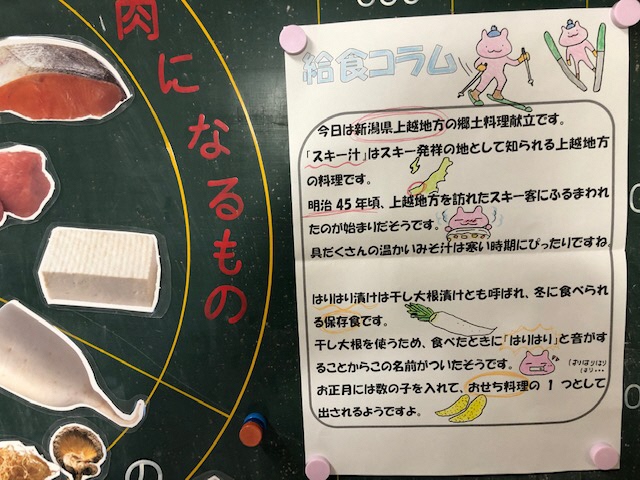 肉になるもの
給食コラム
今日は新潟県上越地方の郷土料理献立です。
「スキー汁」はスキー発祥の地として知られる上越地方
の料理です。
明治45年頃、上越地方を訪れたスキー客にふるまわれ
たのが始まりだそうです。
具だくさんの温かいみそ汁は寒い時期にぴったりですね。
はりはり漬けは干し大根漬けとも呼ばれ、冬に食べられ
る保存食です。
干し大根を使うため、食べたときに「はりはり」と音がす
ることからこの名前がついたそうです。
(はりはりはり
はり・・・
お正月には数の子を入れて、おせち料理の1つとして
出されるようですよ。
の